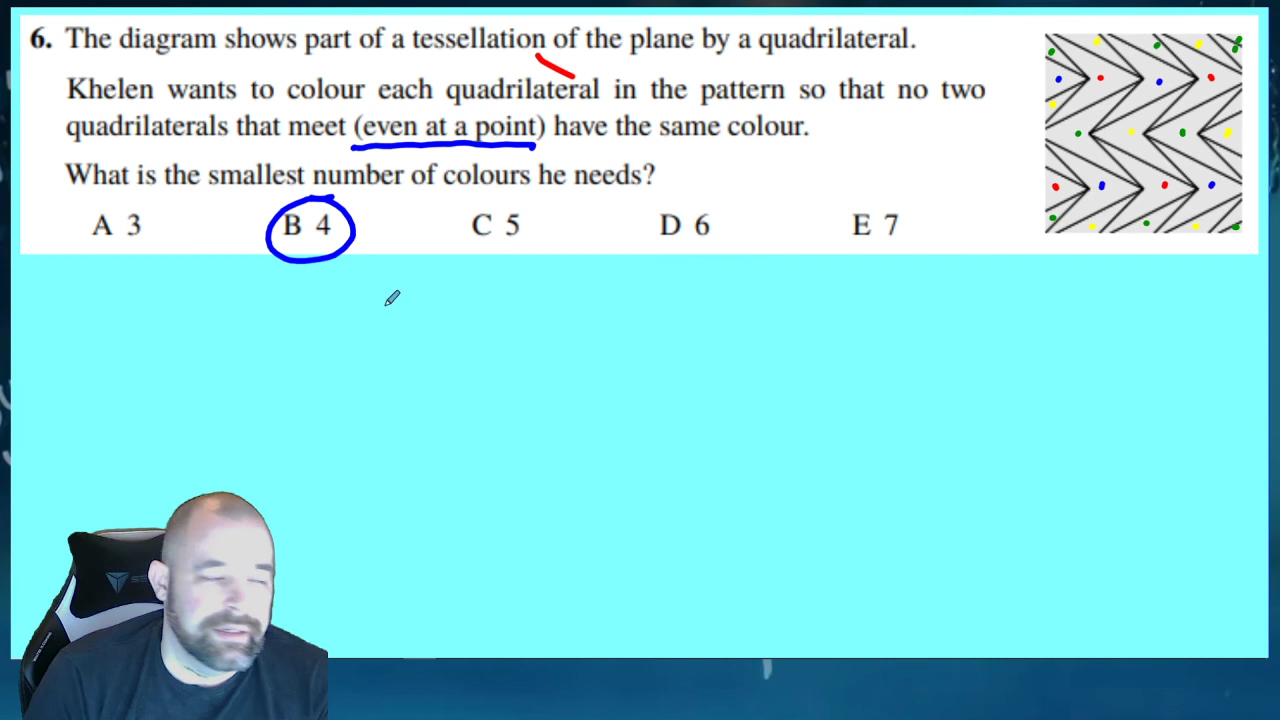 6. The diagram shows part of a tessellation of the plane by a quadrilateral.
Khelen wants to colour each quadrilateral in the pattern so that no two
quadrilaterals that meet (even at a point) have the same colour.
What is the smallest number of colours he needs?
A 3 B 4 C 5 D 6 E 7